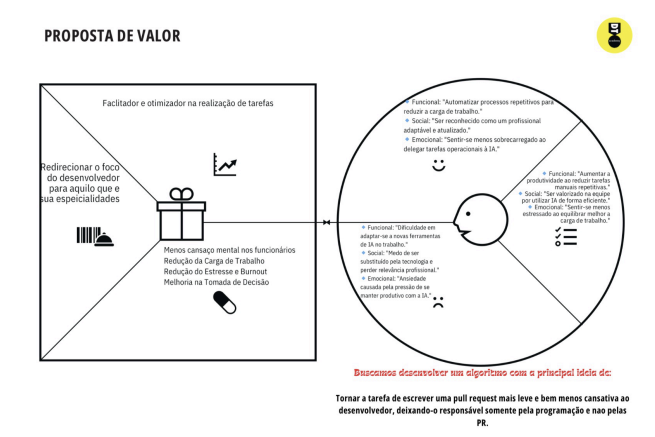 PROPOSTA DE VALOR
Faclitador e otimizador na realização de tarefas
Redirecionar o foco
do desenvolvedor
para aquilo que e
sua espeicialidades
Menos cansaço mental nos funcionários
Redução da Carga de Trabalho
Redução do Estresse e Burnout
Melhoria na Tomada de Decisão
Funcional: "Automatizar processos repetitivos para
reduzir a carga de trabalho."
Social: "Ser reconhecido como um profissional
adaptável e atualizado."
Emocional: "Sentir-se menos sobrecarregado ao
delegar tarefas operacionais à IA."
Funcional: "Aumentar a
produtividade ao reduzir tarefas
manuais repetitivas."
Social: "Ser valorizado na equipe
por utilizar IA de forma eficiente."
Emocional: "Sentir-se menos
estressado ao equilibrar melhor a
carga de trabalho."
Funcional: "Dificuldade em
adaptar-se a novas ferramentas
de IA no trabalho."
Social: "Medo de ser
substituído pela tecnologia e
perder relevância profissional."
Emocional: "Ansiedade
causada pela pressão de se
manter produtivo com a IA."
Buscamos desenvolver um algoritmo com a principal ideia de:
Tornar a tarefa de escrever uma pull request mais leve e bem menos cansativa ao
desenvolvedor, deixando-o responsável somente pela programação e nao pelas
PR.